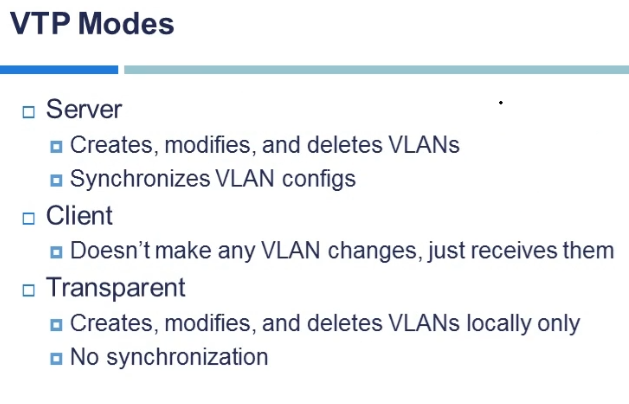 VTP Modes
Server
Creates, modifies, and deletes VLANs
Synchronizes VLAN configs
Client
Doesn’t make any VLAN changes, just receives them
Transparent
Creates, modifies, and deletes VLANs locally only
No synchronization